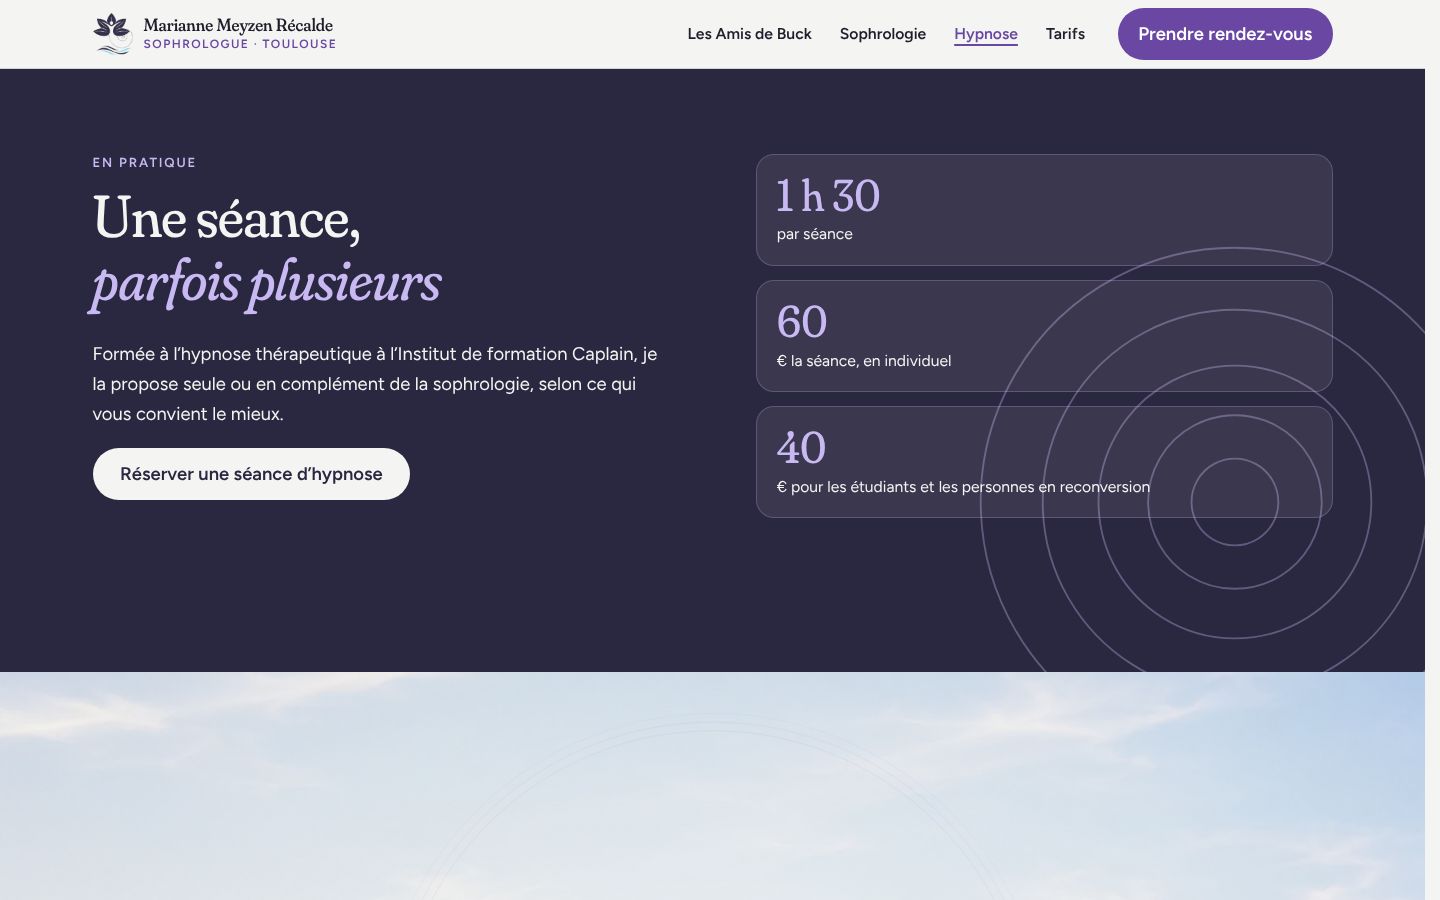 Marianne Meyzen Récalde
SOPHROLOGUE · TOULOUSE
Les Amis de Buck
Sophrologie
Hypnose
Tarifs
Prendre rendez-vous
EN PRATIQUE
Une séance,
parfois plusieurs
Formée à l’hypnose thérapeutique à l’Institut de formation Caplain, je
la propose seule ou en complément de la sophrologie, selon ce qui
vous convient le mieux.
Réserver une séance d’hypnose
1 h 30
par séance
60
€ la séance, en individuel
40
€ pour les étudiants et les personnes en reconversion